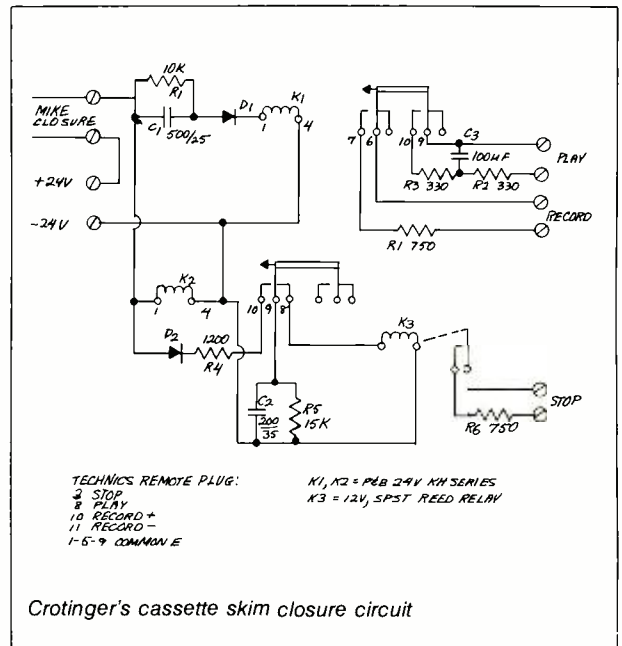 10K
R1
MIKE
CLOSURE
C1 500/25
D1
K1
1 4
+24V
-24V
7 6 10 9
C3
100µF
PLAY
R3 330 R2 330
RECORD
R1 750
K2
1 4
D2
1200
R4
10 9 8
K3
C2
200
35
R5
15K
STOP
R6 750
TECHNICS REMOTE PLUG:
2 STOP
8 PLAY
10 RECORD +
11 RECORD -
1-5-9 COMMON E
K1, K2 = P&B 24V KH SERIES
K3 = 12V, SPST REED RELAY
Crotinger's cassette skim closure circuit